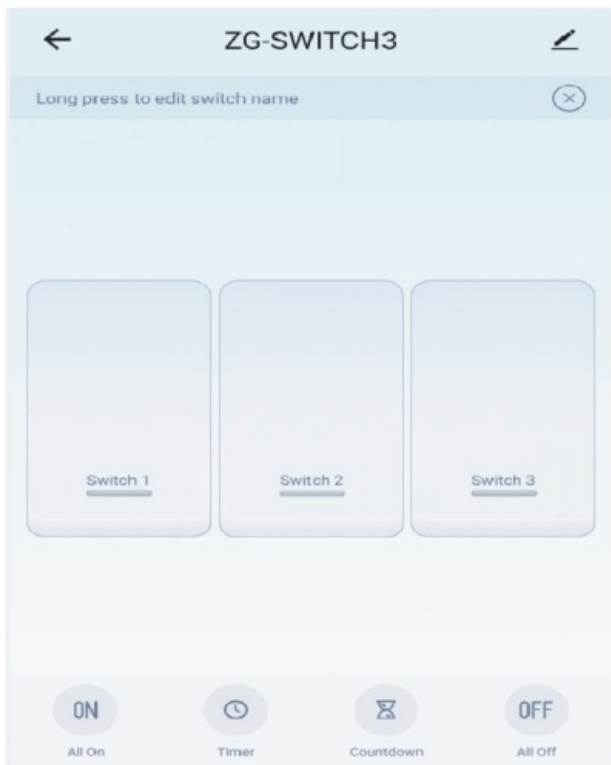 ZG-SWITCH3
Long press to edit switch name
Switch 1
Switch 2
Switch 3
ON
OFF
All On
Timer
Countdown
All Off